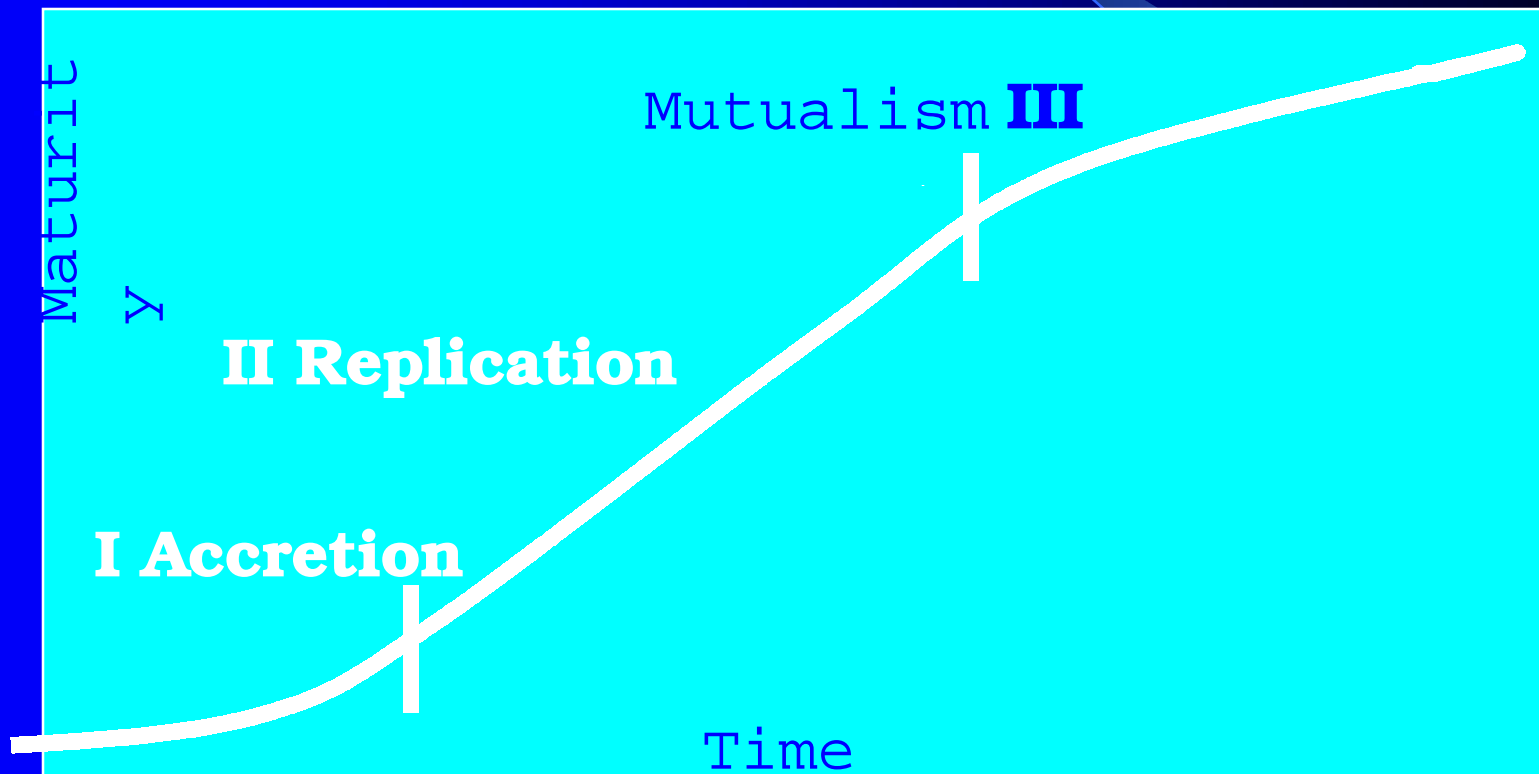 Maturit
y
Mutualism III
II Replication
I Accretion
Time